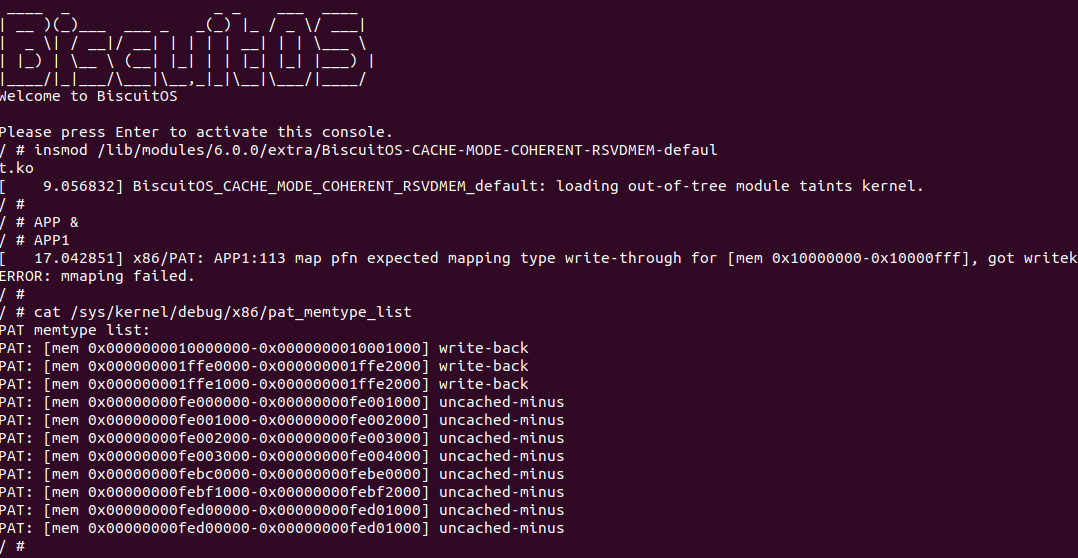 BiscuitOS
Welcome to BiscuitOS
Please press Enter to activate this console.
/ # insmod /lib/modules/6.0.0/extra/BiscuitOS-CACHE-MODE-COHERENT-RSVDMEM-defaul
t.ko
[    9.056832] BiscuitOS_CACHE_MODE_COHERENT_RSVDMEM_default: loading out-of-tree module taints kernel.
/ #
/ # APP &
/ # APP1
[   17.042851] x86/PAT: APP1:113 map pfn expected mapping type write-through for [mem 0x10000000-0x10000fff], got writek
ERROR: mmaping failed.
/ #
/ # cat /sys/kernel/debug/x86/pat_memtype_list
PAT memtype list:
PAT: [mem 0x0000000010000000-0x0000000010001000] write-back
PAT: [mem 0x000000001ffe0000-0x000000001ffe2000] write-back
PAT: [mem 0x000000001ffe1000-0x000000001ffe2000] write-back
PAT: [mem 0x00000000fe000000-0x00000000fe001000] uncached-minus
PAT: [mem 0x00000000fe001000-0x00000000fe002000] uncached-minus
PAT: [mem 0x00000000fe002000-0x00000000fe003000] uncached-minus
PAT: [mem 0x00000000fe003000-0x00000000fe004000] uncached-minus
PAT: [mem 0x00000000febc0000-0x00000000febe0000] uncached-minus
PAT: [mem 0x00000000febf1000-0x00000000febf2000] uncached-minus
PAT: [mem 0x00000000fed00000-0x00000000fed01000] uncached-minus
PAT: [mem 0x00000000fed00000-0x00000000fed01000] uncached-minus
/ #